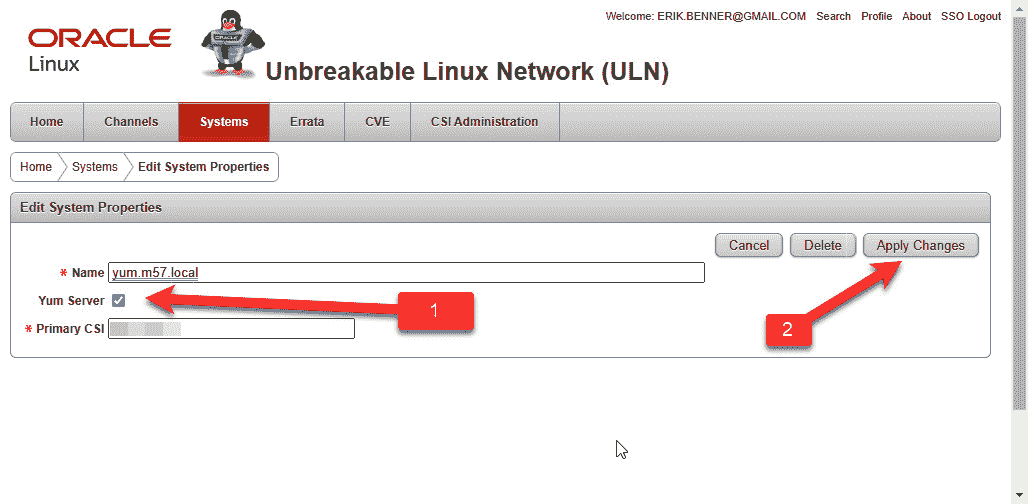 Welcome: ERIK.BENNER@GMAIL.COM Search Profile About SSO Logout
ORACLE
Linux
ORACLE
Unbreakable Linux Network (ULN)
Home Channels Systems Errata CVE CSI Administration
Home Systems Edit System Properties
Edit System Properties
Cancel Delete Apply Changes
* Name yum.m57.local
Yum Server
1
2
* Primary CSI